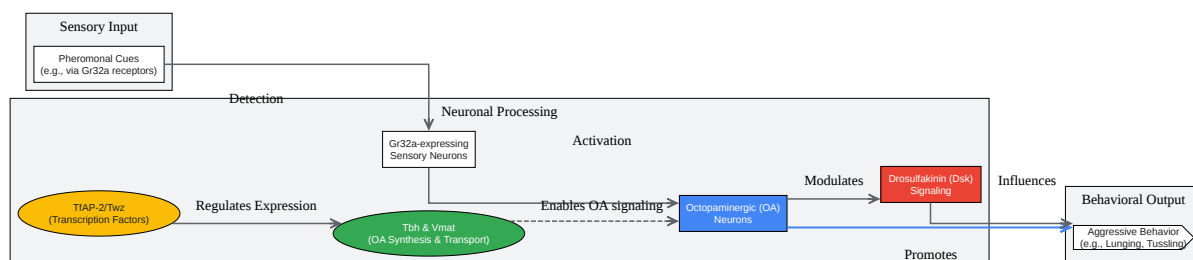 Sensory Input
Pheromonal Cues
(e.g., via Gr32a receptors)
Detection
Neuronal Processing
Activation
Gr32a-expressing
Sensory Neurons
TfAP-2/Twz
(Transcription Factors)
Regulates Expression
Tbh & Vmat
(OA Synthesis & Transport)
Enables OA signaling
Octopaminergic (OA)
Neurons
Modulates
Drosulfakinin (Dsk)
Signaling
Influences
Promotes
Behavioral Output
Aggressive Behavior
(e.g., Lunging, Tussling)